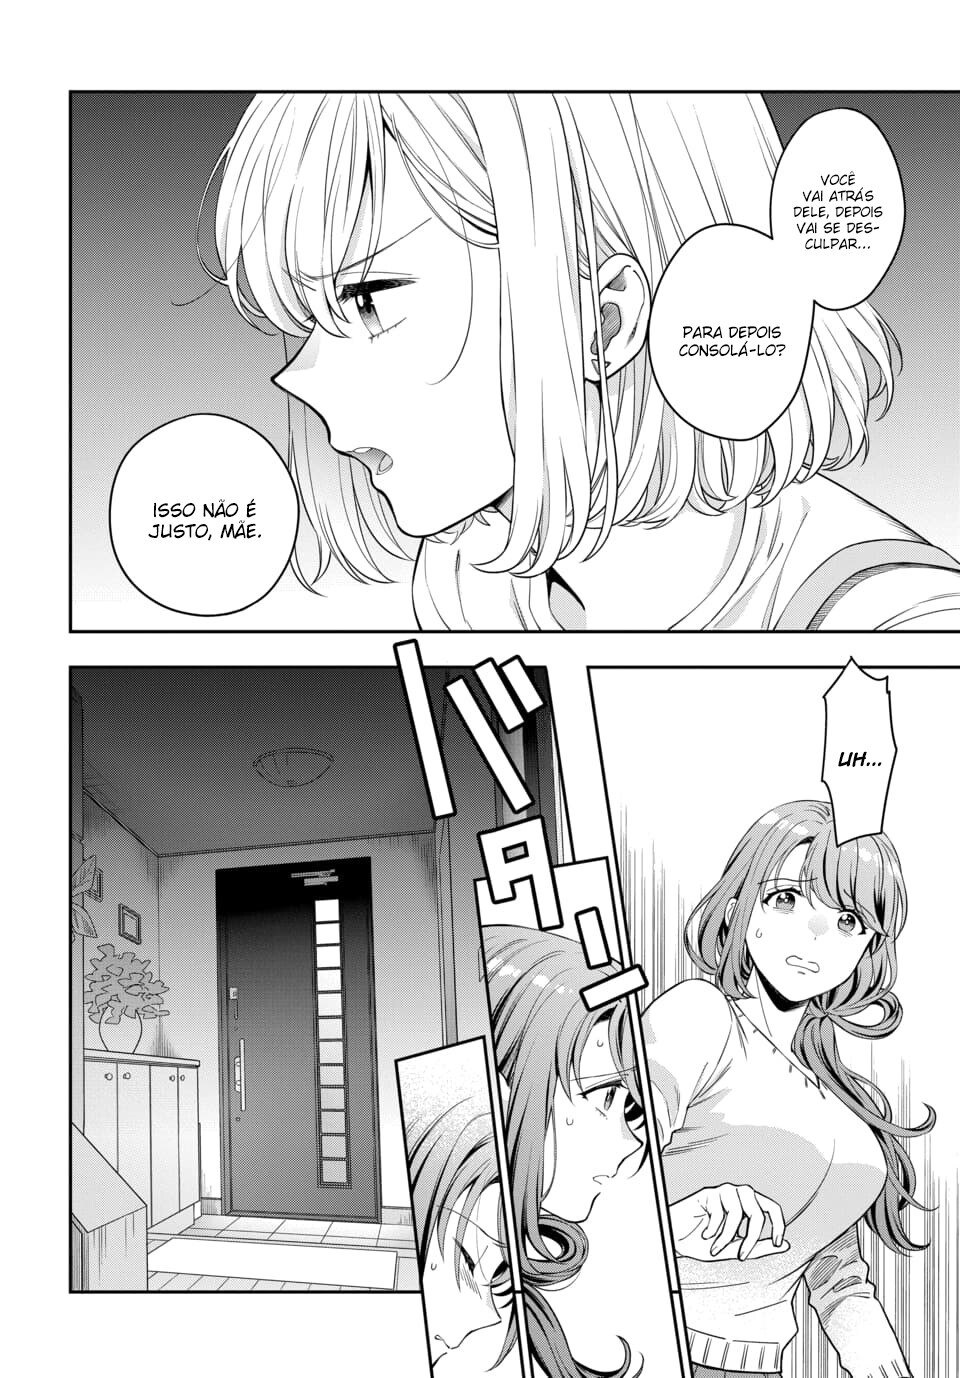 VOCÊ
VAI ATRÁS
DELE, DEPOIS
VAI SE DES-
CULPAR...
PARA DEPOIS
CONSOLÁ-LO?
ISSO NÃO É
JUSTO, MÃE.
UH...
バタン